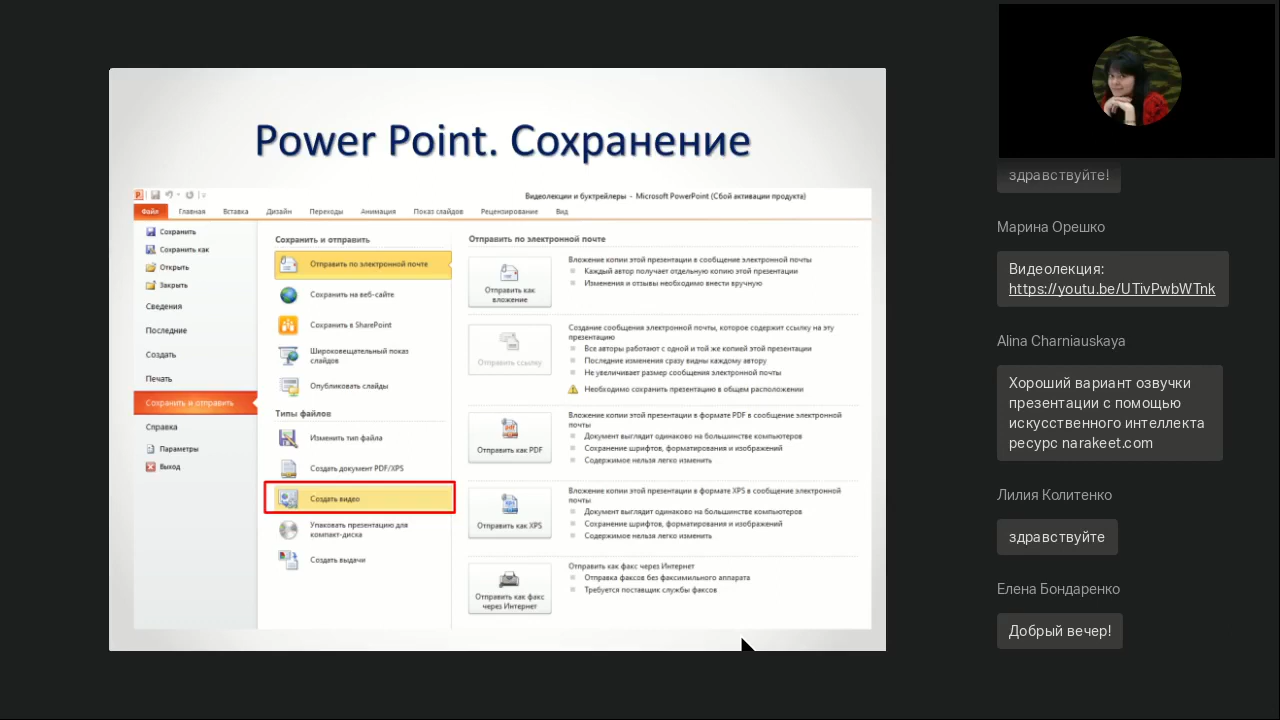 Power Point. Сохранение
Видеолекции и буктрейлеры - Microsoft PowerPoint (Сбой активации продукта)
Файл Главная Вставка Дизайн Переходы Анимация Показ слайдов Рецензирование Вид
Сохранить
Сохранить как
Открыть
Закрыть
Сведения
Последние
Создать
Печать
Сохранить и отправить
Справка
Параметры
Выход
Сохранить и отправить
Отправить по электронной почте
Сохранить на веб-сайте
Сохранить в SharePoint
Широковещательный показ
слайдов
Опубликовать слайды
Типы файлов
Изменить тип файла
Создать документ PDF/XPS
Создать видео
Упаковать презентацию для
компакт-диска
Создать выдачи
Отправить по электронной почте
Отправить как
вложение
Вложение копии этой презентации в сообщение электронной почты
Каждый автор получает отдельную копию этой презентации
Изменения и отзывы необходимо внести вручную
Отправить ссылку
Создание сообщения электронной почты, которое содержит ссылку на эту
презентацию
Все авторы работают с одной и той же копией этой презентации
Последние изменения сразу видны каждому автору
Не увеличивает размер сообщения электронной почты
Необходимо сохранить презентацию в общем расположении
Отправить как PDF
Вложение копии этой презентации в формате PDF в сообщение электронной
почты
Документ выглядит одинаково на большинстве компьютеров
Сохранение шрифтов, форматирования и изображений
Содержимое нельзя легко изменить
Отправить как XPS
Вложение копии этой презентации в формате XPS в сообщение электронной
почты
Документ выглядит одинаково на большинстве компьютеров
Сохранение шрифтов, форматирования и изображений
Содержимое нельзя легко изменить
Отправить как факс
через Интернет
Отправить как факс через Интернет
Отправка факсов без факсимильного аппарата
Требуется поставщик службы факсов
здравствуйте!
Марина Орешко
Видеолекция:
https://youtu.be/UTivPwbWTnk
Alina Charniauskaya
Хороший вариант озвучки
презентации с помощью
искусственного интеллекта
ресурс narakeet.com
Лилия Колитенко
здравствуйте
Елена Бондаренко
Добрый вечер!